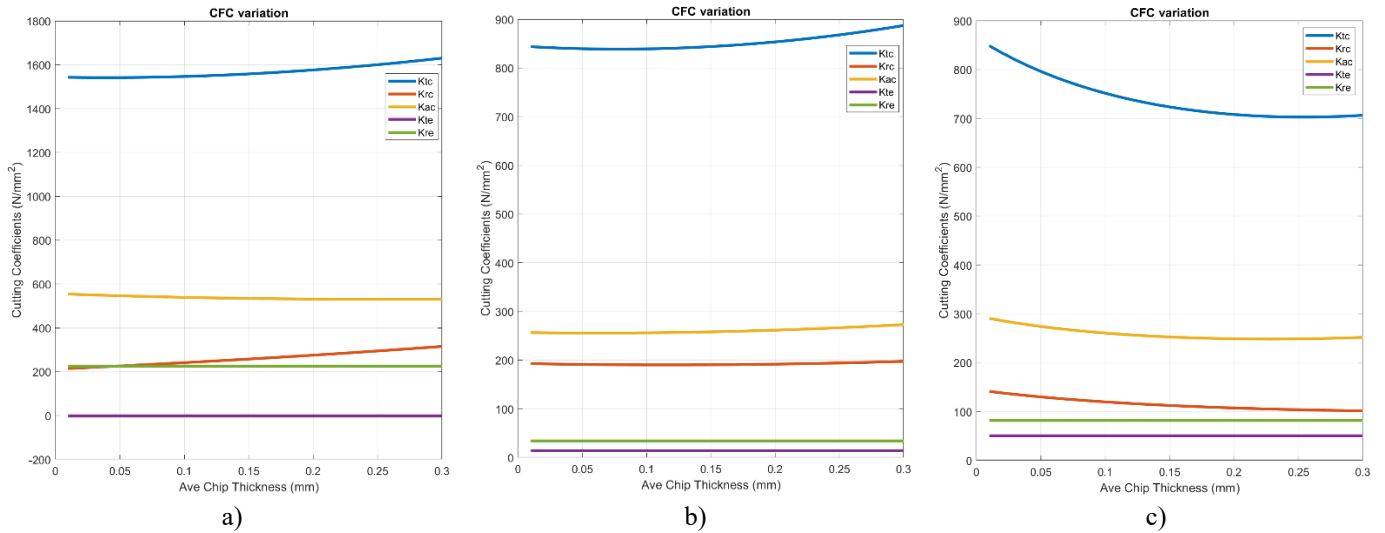 CFC variation
1800
1600
1400
1200
1000
800
600
400
200
0
-200
Cutting Coefficients (N/mm²)
Ktc
Krc
Kac
Kte
Kre
0 0.05 0.1 0.15 0.2 0.25 0.3
Ave Chip Thickness (mm)
a)
CFC variation
900
800
700
600
500
400
300
200
100
0
Cutting Coefficients (N/mm²)
Ktc
Krc
Kac
Kte
Kre
0 0.05 0.1 0.15 0.2 0.25 0.3
Ave Chip Thickness (mm)
b)
CFC variation
900
800
700
600
500
400
300
200
100
0
Cutting Coefficients (N/mm²)
Ktc
Krc
Kac
Kte
Kre
0 0.05 0.1 0.15 0.2 0.25 0.3
Ave Chip Thickness (mm)
c)